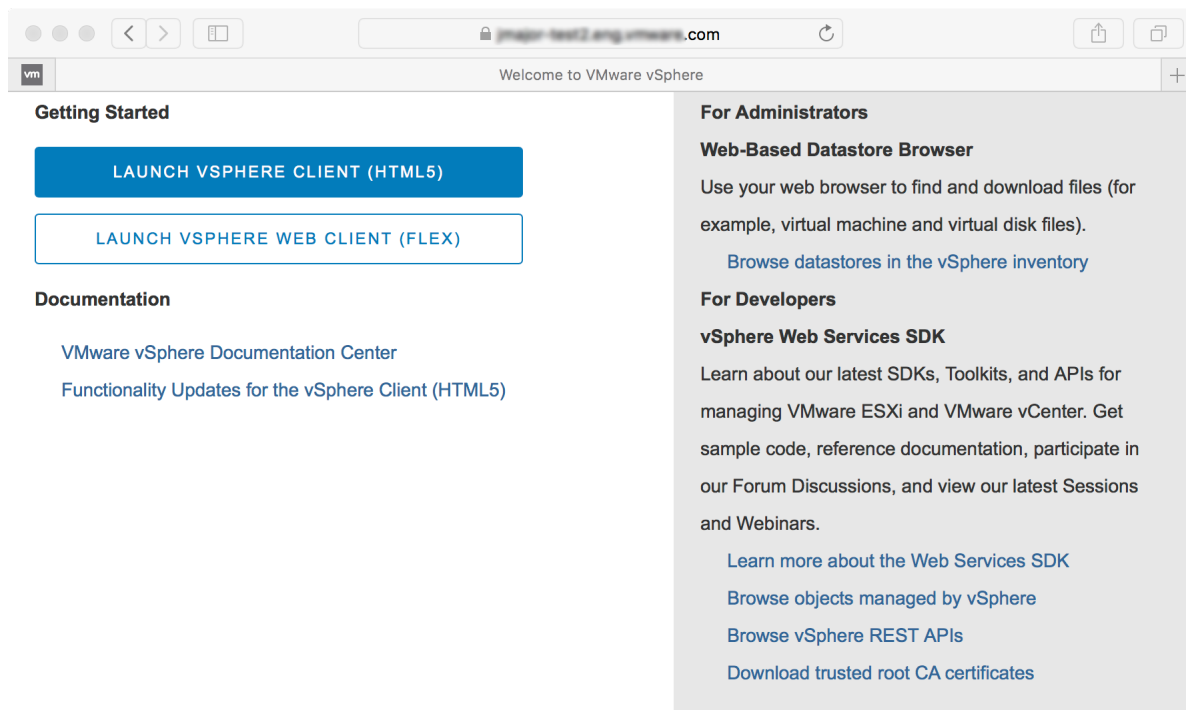 .com
vm
Welcome to VMware vSphere
Getting Started
LAUNCH VSPHERE CLIENT (HTML5)
LAUNCH VSPHERE WEB CLIENT (FLEX)
Documentation
VMware vSphere Documentation Center
Functionality Updates for the vSphere Client (HTML5)
For Administrators
Web-Based Datastore Browser
Use your web browser to find and download files (for
example, virtual machine and virtual disk files).
Browse datastores in the vSphere inventory
For Developers
vSphere Web Services SDK
Learn about our latest SDKs, Toolkits, and APIs for
managing VMware ESXi and VMware vCenter. Get
sample code, reference documentation, participate in
our Forum Discussions, and view our latest Sessions
and Webinars.
Learn more about the Web Services SDK
Browse objects managed by vSphere
Browse vSphere REST APIs
Download trusted root CA certificates